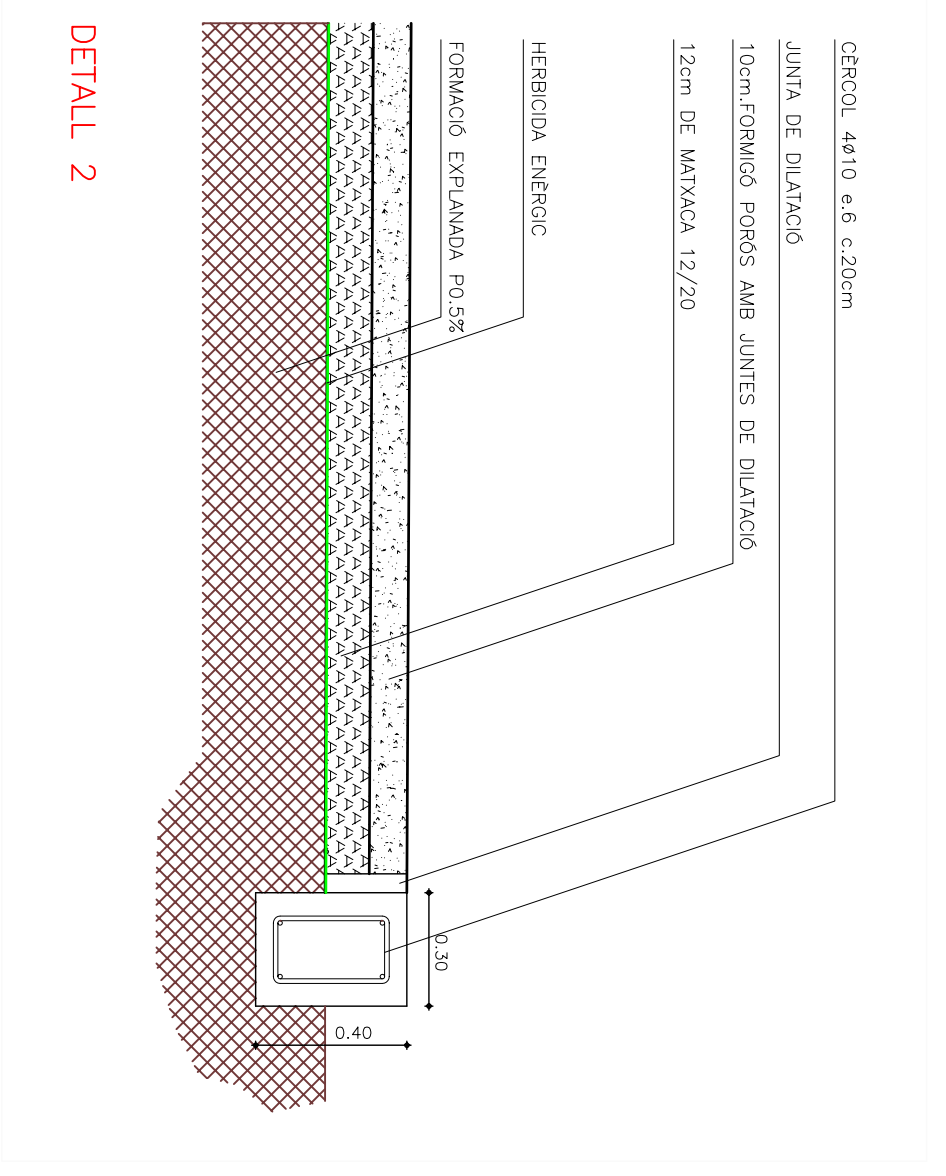 CÈRCOL 4ø10 e.6 c.20cm
JUNTA DE DILATACIÓ
10cm.FORMIGÓ PORÓS AMB JUNTES DE DILATACIÓ
12cm DE MATXACA 12/20
HERBICIDA ENÈRGIC
FORMACIÓ EXPLANADA P0.5%
0.30
0.40
DETALL 2